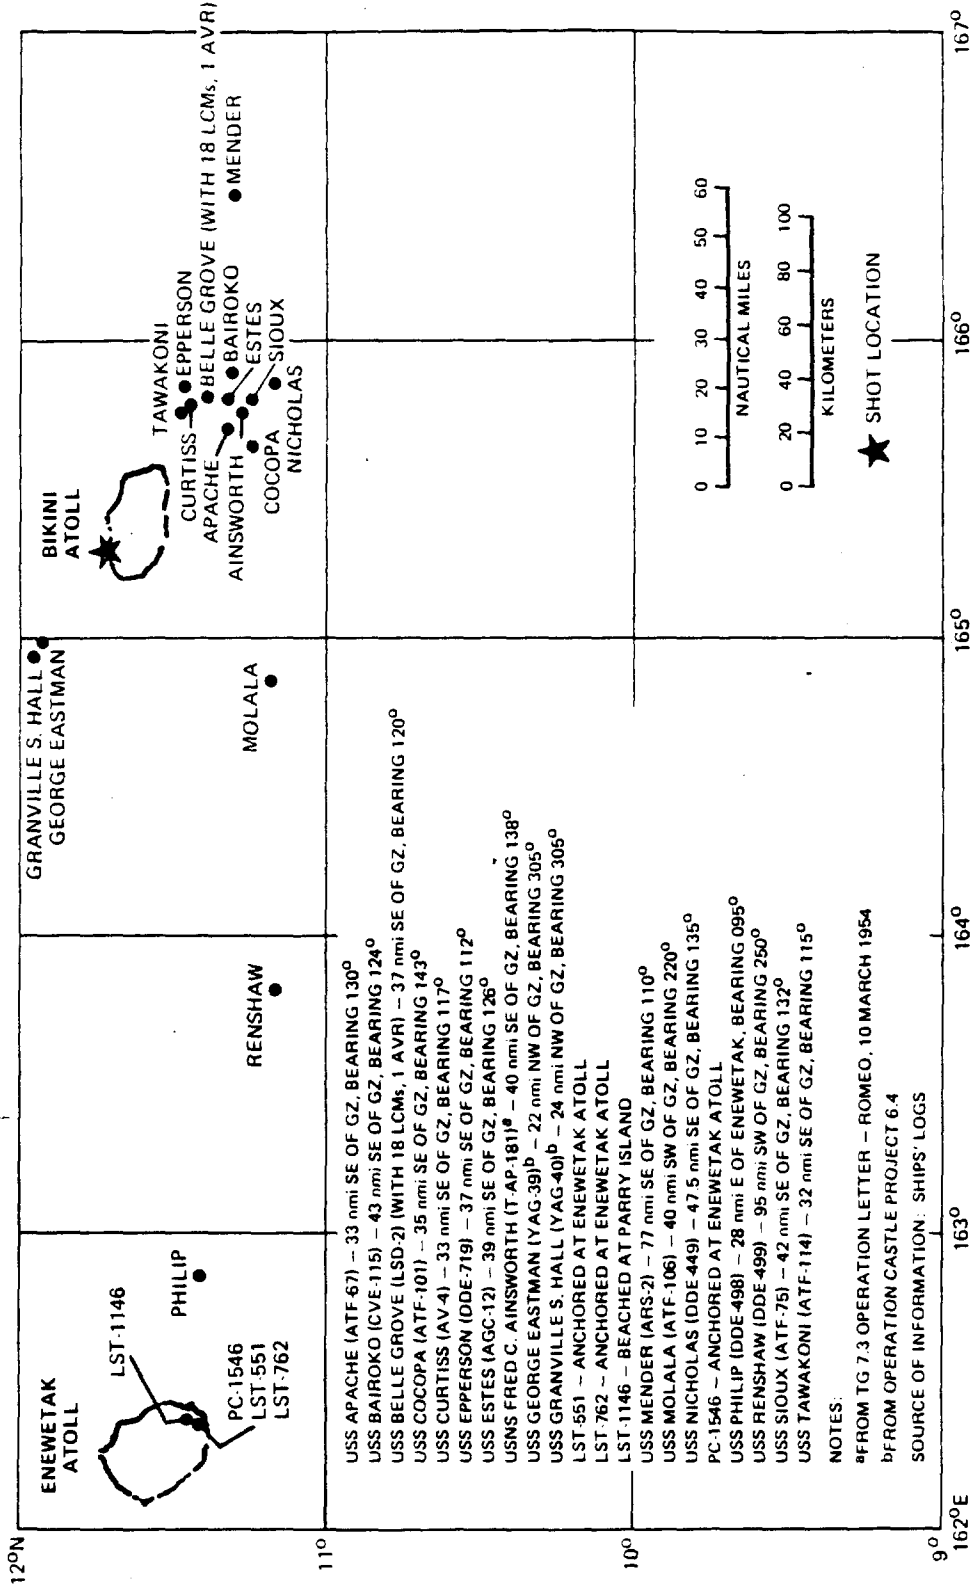 12°N
11°
10°
9°
162°E
163°
164°
165°
166°
167°
ENEWETAK
ATOLL
LST-1146
PC-1546
LST-551
LST-762
PHILIP
RENSHAW
GRANVILLE S. HALL
GEORGE EASTMAN
MOLALA
BIKINI
ATOLL
TAWAKONI
EPPERSON
CURTISS
BELLE GROVE (WITH 18 LCMs, 1 AVR)
APACHE
BAIROKO
AINSWORTH
ESTES
SIOUX
COCOPA
NICHOLAS
MENDER
USS APACHE (ATF-67) – 33 nmi SE OF GZ, BEARING 130°
USS BAIROKO (CVE-115) – 43 nmi SE OF GZ, BEARING 124°
USS BELLE GROVE (LSD-2) (WITH 18 LCMs, 1 AVR) – 37 nmi SE OF GZ, BEARING 120°
USS COCOPA (ATF-101) – 35 nmi SE OF GZ, BEARING 143°
USS CURTISS (AV-4) – 33 nmi SE OF GZ, BEARING 117°
USS EPPERSON (DDE-719) – 37 nmi SE OF GZ, BEARING 112°
USS ESTES (AGC-12) – 39 nmi SE OF GZ, BEARING 126°
USNS FRED C. AINSWORTH (T-AP-181)a – 40 nmi SE OF GZ, BEARING 138°
USS GEORGE EASTMAN (YAG-39)b – 22 nmi NW OF GZ, BEARING 305°
USS GRANVILLE S. HALL (YAG-40)b – 24 nmi NW OF GZ, BEARING 305°
LST-551 – ANCHORED AT ENEWETAK ATOLL
LST-762 – ANCHORED AT ENEWETAK ATOLL
LST-1146 – BEACHED AT PARRY ISLAND
USS MENDER (ARS-2) – 77 nmi SE OF GZ, BEARING 110°
USS MOLALA (ATF-106) – 40 nmi SW OF GZ, BEARING 220°
USS NICHOLAS (DDE-449) – 47.5 nmi SE OF GZ, BEARING 135°
PC-1546 – ANCHORED AT ENEWETAK ATOLL
USS PHILIP (DDE-498) – 28 nmi E OF ENEWETAK, BEARING 095°
USS RENSHAW (DDE-499) – 95 nmi SW OF GZ, BEARING 250°
USS SIOUX (ATF-75) – 42 nmi SE OF GZ, BEARING 132°
USS TAWAKONI (ATF-114) – 32 nmi SE OF GZ, BEARING 115°
NOTES:
aFROM TG 7.3 OPERATION LETTER – ROMEO, 10 MARCH 1954
bFROM OPERATION CASTLE PROJECT 6.4
SOURCE OF INFORMATION: SHIPS' LOGS
0 10 20 30 40 50 60
NAUTICAL MILES
0 20 40 60 80 100
KILOMETERS
SHOT LOCATION